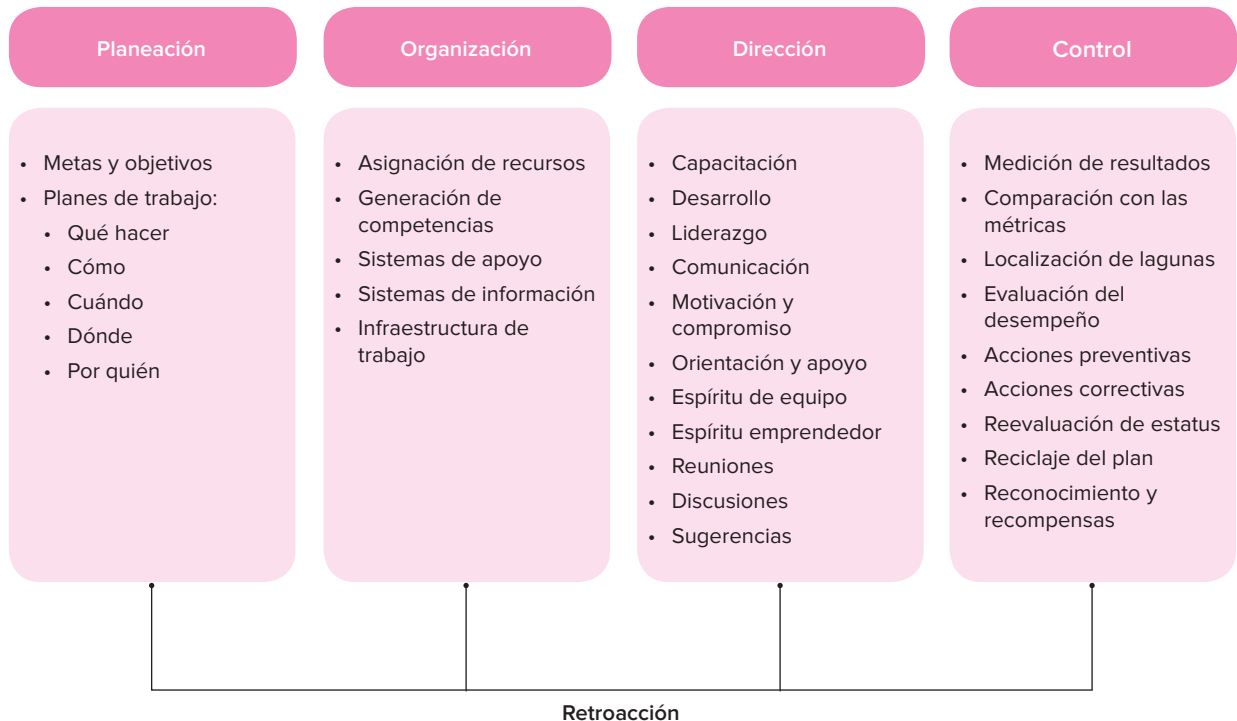 Planeación
Organización
Dirección
Control
• Metas y objetivos
• Planes de trabajo:
• Qué hacer
• Cómo
• Cuándo
• Dónde
• Por quién
• Asignación de recursos
• Generación de
competencias
• Sistemas de apoyo
• Sistemas de información
• Infraestructura de
trabajo
• Capacitación
• Desarrollo
• Liderazgo
• Comunicación
• Motivación y
compromiso
• Orientación y apoyo
• Espíritu de equipo
• Espíritu emprendedor
• Reuniones
• Discusiones
• Sugerencias
• Medición de resultados
• Comparación con las
métricas
• Localización de lagunas
• Evaluación del
desempeño
• Acciones preventivas
• Acciones correctivas
• Reevaluación de estatus
• Reciclaje del plan
• Reconocimiento y
recompensas
Retroacción